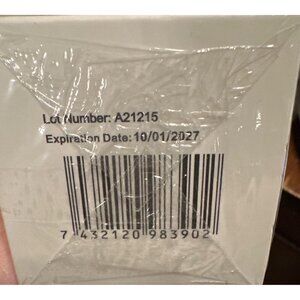 Lot Number: A21215
Expiration Date: 10/01/2027
7 432120 983902